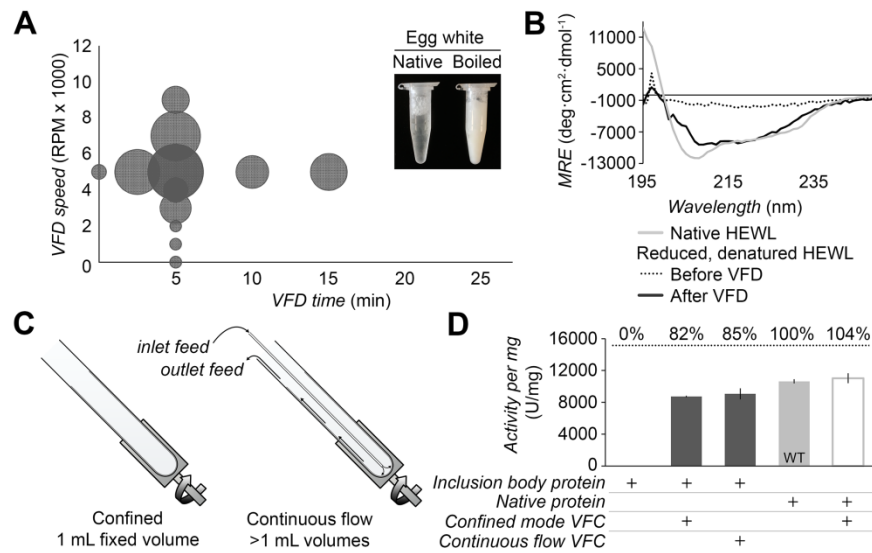 A
VFD speed (RPM x 1000)
12
10
8
6
4
2
0
5
10
15
20
25
VFD time (min)
Egg white
Native Boiled
B
MRE (deg·cm²·dmol⁻¹)
11000
5000
-1000
-7000
-13000
195
215
235
Wavelength (nm)
Native HEWL
Reduced, denatured HEWL
Before VFD
After VFD
C
inlet feed
outlet feed
Confined
1 mL fixed volume
Continuous flow
>1 mL volumes
D
Activity per mg
(U/mg)
16000
12000
8000
4000
0
0% 82% 85% 100% 104%
WT
Inclusion body protein + + +
Native protein + +
Confined mode VFC + +
Continuous flow VFC +